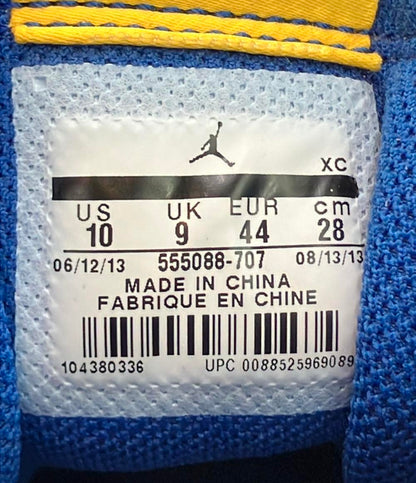 XC
US UK EUR cm
10 9 44 28
06/12/13 555088-707 08/13/13
MADE IN CHINA
FABRIQUE EN CHINE
104380336 UPC 0088525969089